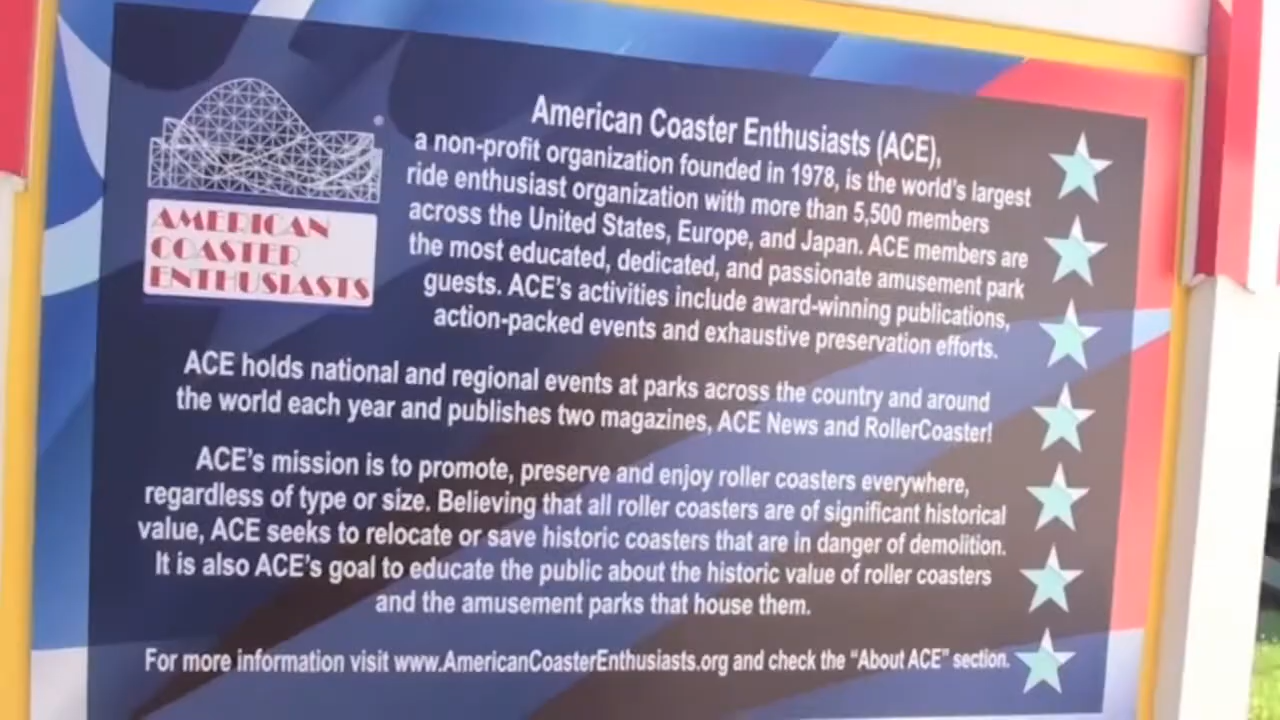 AMERICAN
COASTER
ENTHUSIASTS
®
American Coaster Enthusiasts (ACE),
a non-profit organization founded in 1978, is the world's largest
ride enthusiast organization with more than 5,500 members
across the United States, Europe, and Japan. ACE members are
the most educated, dedicated, and passionate amusement park
guests. ACE's activities include award-winning publications,
action-packed events and exhaustive preservation efforts.
ACE holds national and regional events at parks across the country and around
the world each year and publishes two magazines, ACE News and RollerCoaster!
ACE's mission is to promote, preserve and enjoy roller coasters everywhere,
regardless of type or size. Believing that all roller coasters are of significant historical
value, ACE seeks to relocate or save historic coasters that are in danger of demolition.
It is also ACE's goal to educate the public about the historic value of roller coasters
and the amusement parks that house them.
For more information visit www.AmericanCoasterEnthusiasts.org and check the "About ACE" section.